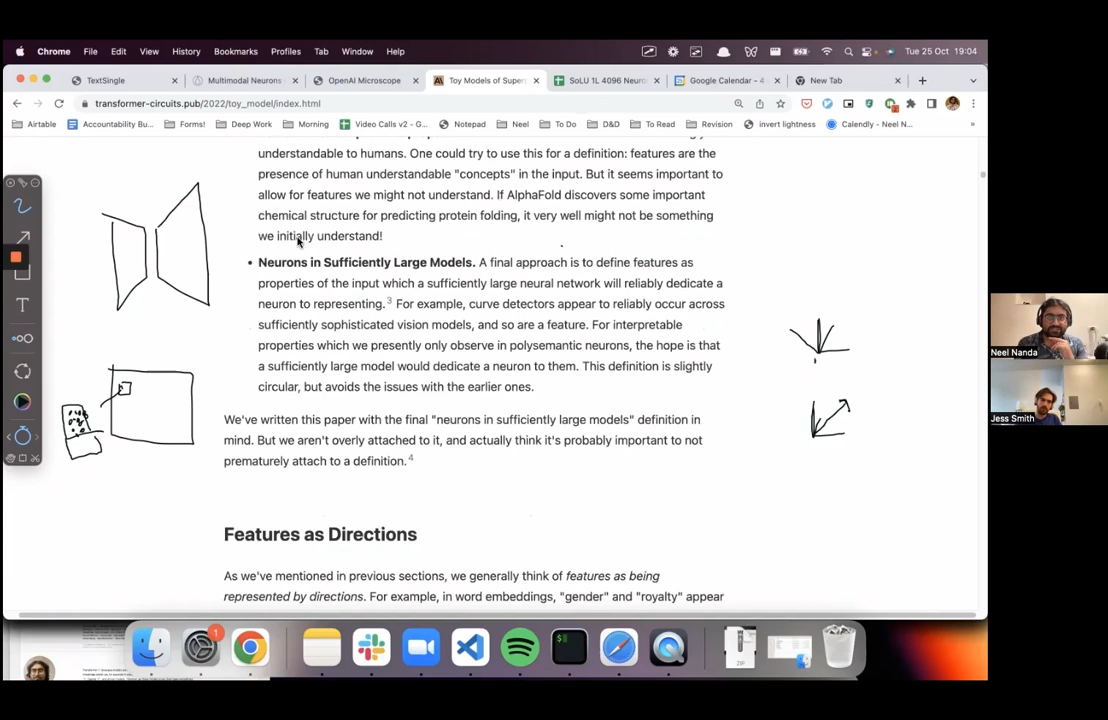 Chrome File Edit View History Bookmarks Profiles Tab Window Help Tue 25 Oct 19:04
TextSingle Multimodal Neurons OpenAI Microscope Toy Models of Super SoLU 1L 4096 Neuro Google Calendar - 4 New Tab
transformer-circuits.pub/2022/toy_model/index.html
Airtable Accountability Bu... Forms! Deep Work Morning Video Calls v2 - G... Notepad Neel To Do D&D To Read Revision invert lightness Calendly - Neel N...
understandable to humans. One could try to use this for a definition: features are the
presence of human understandable "concepts" in the input. But it seems important to
allow for features we might not understand. If AlphaFold discovers some important
chemical structure for predicting protein folding, it very well might not be something
we initially understand!
• Neurons in Sufficiently Large Models. A final approach is to define features as
properties of the input which a sufficiently large neural network will reliably dedicate a
neuron to representing. 3 For example, curve detectors appear to reliably occur across
sufficiently sophisticated vision models, and so are a feature. For interpretable
properties which we presently only observe in polysemantic neurons, the hope is that
a sufficiently large model would dedicate a neuron to them. This definition is slightly
circular, but avoids the issues with the earlier ones.
We've written this paper with the final "neurons in sufficiently large models" definition in
mind. But we aren't overly attached to it, and actually think it's probably important to not
prematurely attach to a definition. 4
Features as Directions
As we've mentioned in previous sections, we generally think of features as being
represented by directions. For example, in word embeddings, "gender" and "royalty" appear
Neel Nanda
Jess Smith
1
ZIP